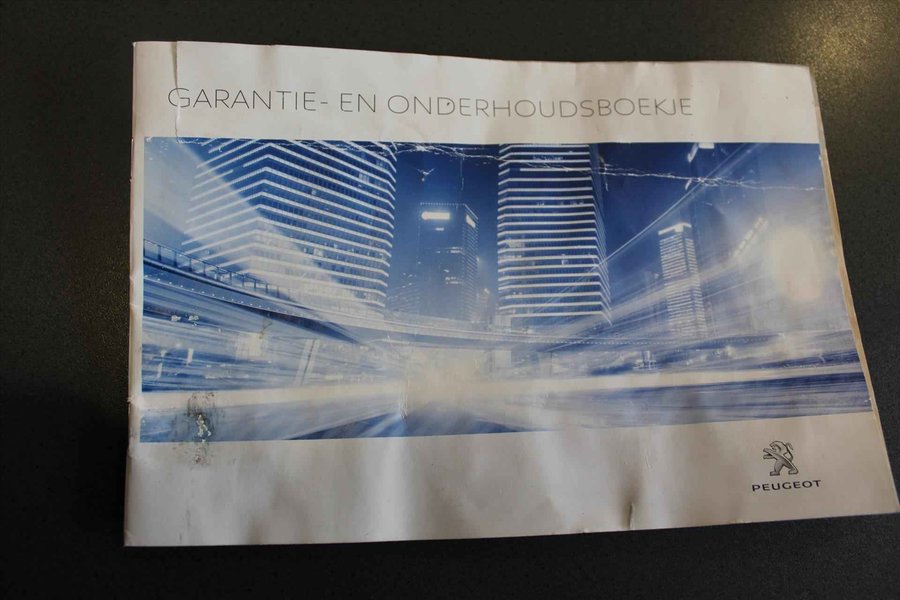 GARANTIE- EN ONDERHOUDSBOEKJE
PEUGEOT